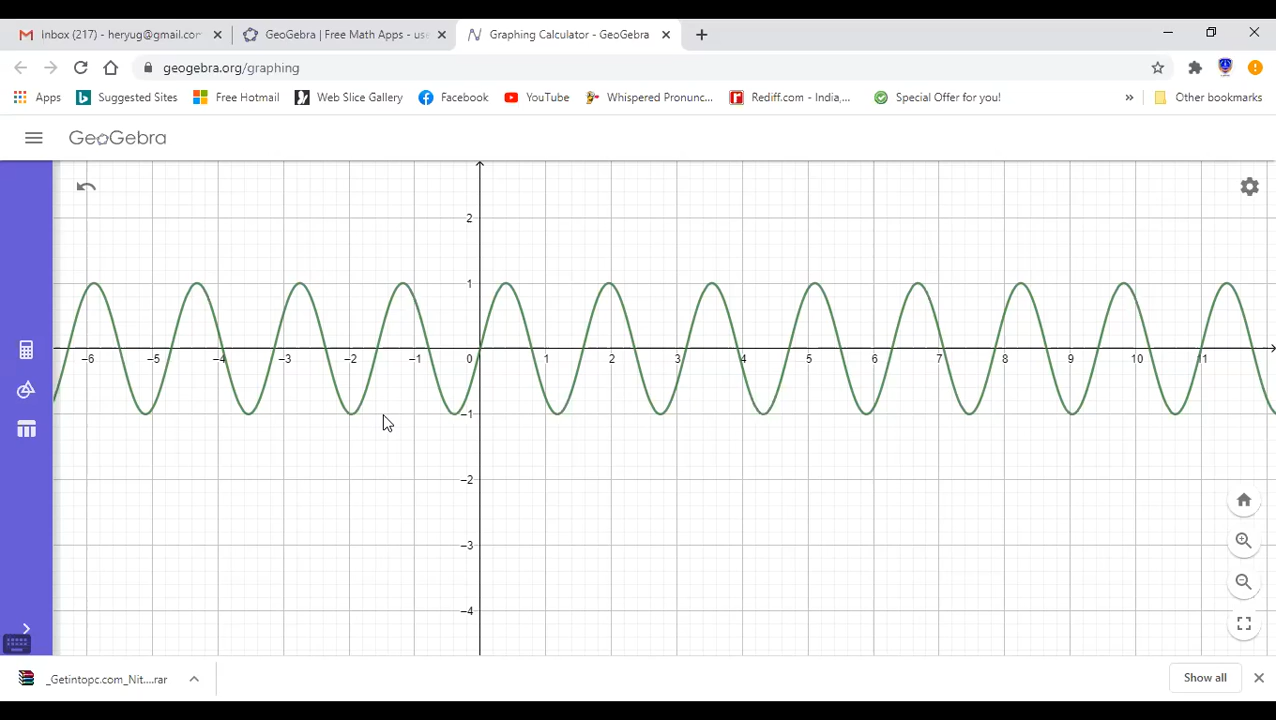 Inbox (217) - heryug@gmail.com
GeoGebra | Free Math Apps - use
Graphing Calculator - GeoGebra
geogebra.org/graphing
Apps Suggested Sites Free Hotmail Web Slice Gallery Facebook YouTube Whispered Pronunc... Rediff.com - India,... Special Offer for you! » Other bookmarks
GeoGebra
2
1
−6 −5 −4 −3 −2 −1 0 1 2 3 4 5 6 7 8 9 10 11
−1
−2
−3
−4
_Getintopc.com_Nit....rar
Show all